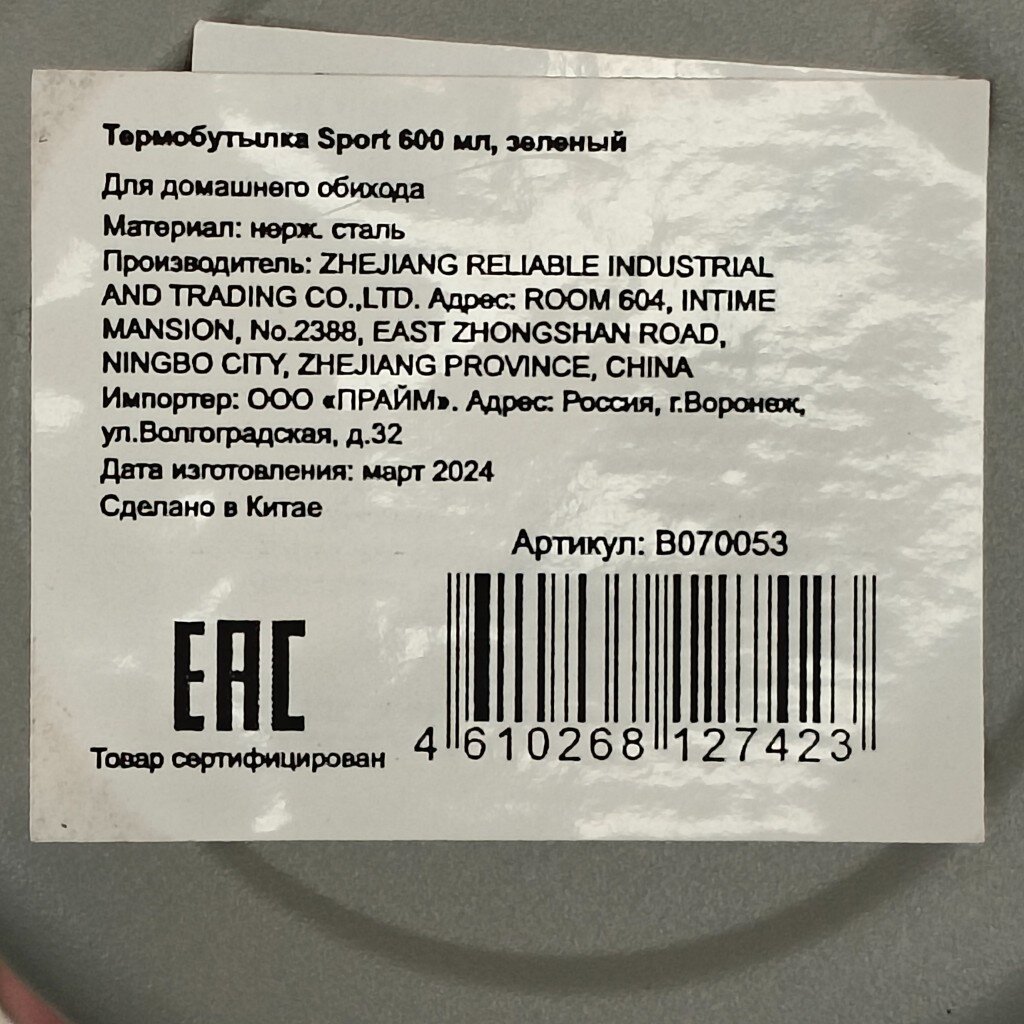 Термобутылка Sport 600 мл, зеленый
Для домашнего обихода
Материал: нерж. сталь
Производитель: ZHEJIANG RELIABLE INDUSTRIAL
AND TRADING CO.,LTD. Адрес: ROOM 604, INTIME
MANSION, No.2388, EAST ZHONGSHAN ROAD,
NINGBO CITY, ZHEJIANG PROVINCE, CHINA
Импортер: ООО «ПРАЙМ». Адрес: Россия, г.Воронеж,
ул.Волгоградская, д.32
Дата изготовления: март 2024
Сделано в Китае
Артикул: B070053
EAC
Товар сертифицирован
4 610268 127423